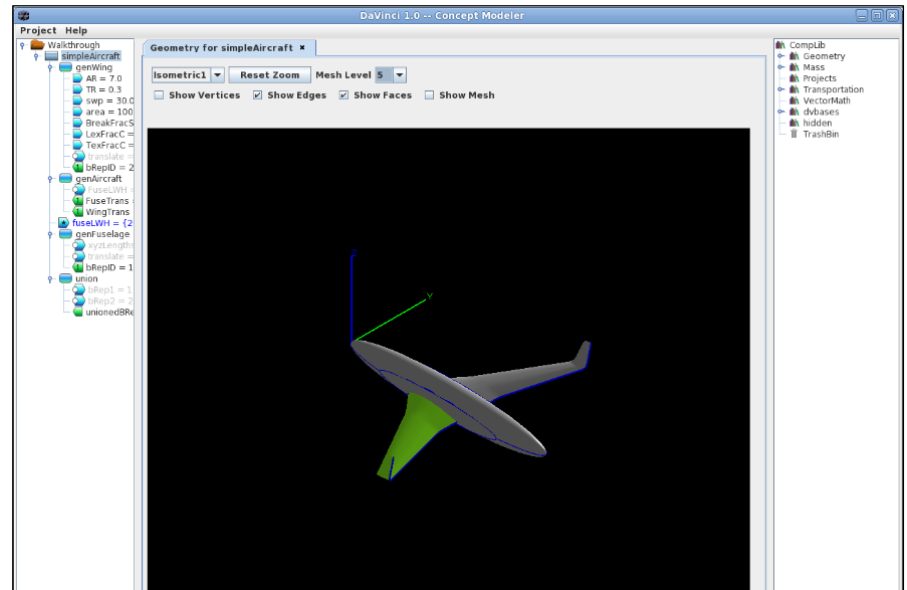 DaVinci 1.0 -- Concept Modeler
Project Help
Walkthrough
simpleAircraft
genWing
AR = 7.0
TR = 0.3
swp = 30.0
area = 100
BreakFracS
LexFracC =
TexFracC =
translate =
bRepID = 2
genAircraft
FuseLWH =
FuseTrans =
WingTrans
fuseLWH = {2
genFuselage
xyzLengths
translate =
bRepID = 1
union
bRep1 = 1
bRep2 = 2
unionedBRe
Geometry for simpleAircraft ×
Isometric1 Reset Zoom Mesh Level 5
Show Vertices Show Edges Show Faces Show Mesh
Z
Y
CompLib
Geometry
Mass
Projects
Transportation
VectorMath
dvbases
hidden
TrashBin